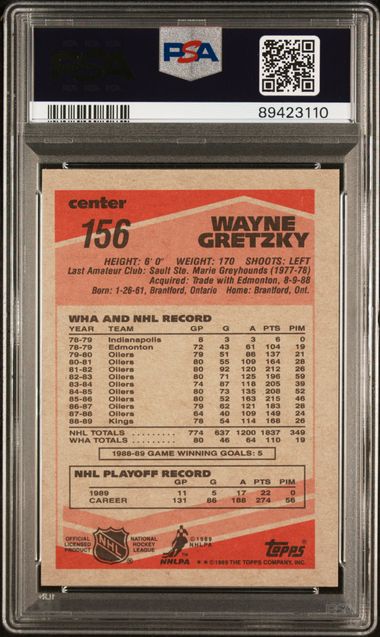 PSA
89423110
center
156
WAYNE
GRETZKY
HEIGHT: 6' 0" WEIGHT: 170 SHOOTS: LEFT
Last Amateur Club: Sault Ste. Marie Greyhounds (1977-78)
Acquired: Trade with Edmonton, 8-9-88
Born: 1-26-61, Brantford, Ontario Home: Brantford, Ont.
WHA AND NHL RECORD
YEAR TEAM GP G A PTS PIM
78-79 Indianapolis 8 3 3 6 0
78-79 Edmonton 72 43 61 104 19
79-80 Oilers 79 51 86 137 21
80-81 Oilers 80 55 109 164 28
81-82 Oilers 80 92 120 212 26
82-83 Oilers 80 71 125 196 59
83-84 Oilers 74 87 118 205 39
84-85 Oilers 80 73 135 208 52
85-86 Oilers 80 52 163 215 46
86-87 Oilers 79 62 121 183 28
87-88 Oilers 64 40 109 149 24
88-89 Kings 78 54 114 168 26
NHL TOTALS ......... 774 637 1200 1837 349
WHA TOTALS ......... 80 46 64 110 19
1988-89 GAME WINNING GOALS: 5
NHL PLAYOFF RECORD
GP G A PTS PIM
1989 11 5 17 22 0
CAREER 131 86 188 274 56
OFFICIAL
LICENSED
PRODUCT
NHL
NATIONAL
HOCKEY
LEAGUE
© 1989
NHLPA
NHLPA
Topps
* * © 1989 THE TOPPS COMPANY, INC.